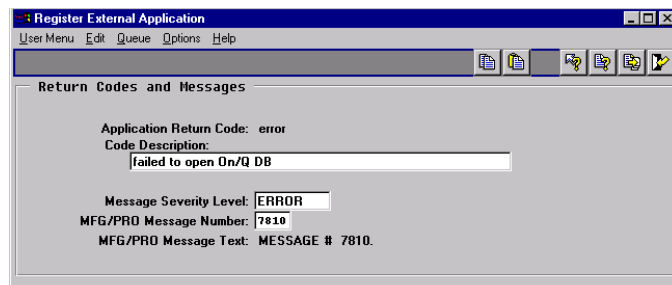 Register External Application
User Menu Edit Queue Options Help
Return Codes and Messages
Application Return Code: error
Code Description:
failed to open On/Q DB
Message Severity Level: ERROR
MFG/PRO Message Number: 7810
MFG/PRO Message Text: MESSAGE # 7810.